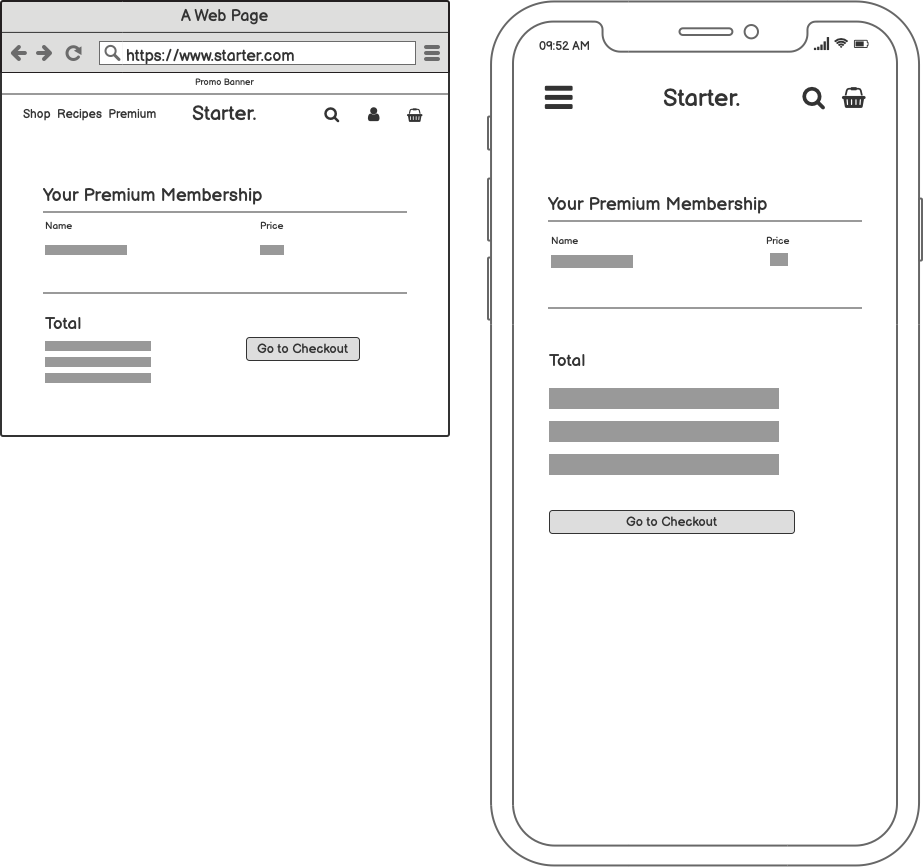 A Web Page
https://www.starter.com
Promo Banner
Shop Recipes Premium Starter.
Your Premium Membership
Name Price
Total
Go to Checkout
09:52 AM
Starter.
Your Premium Membership
Name Price
Total
Go to Checkout